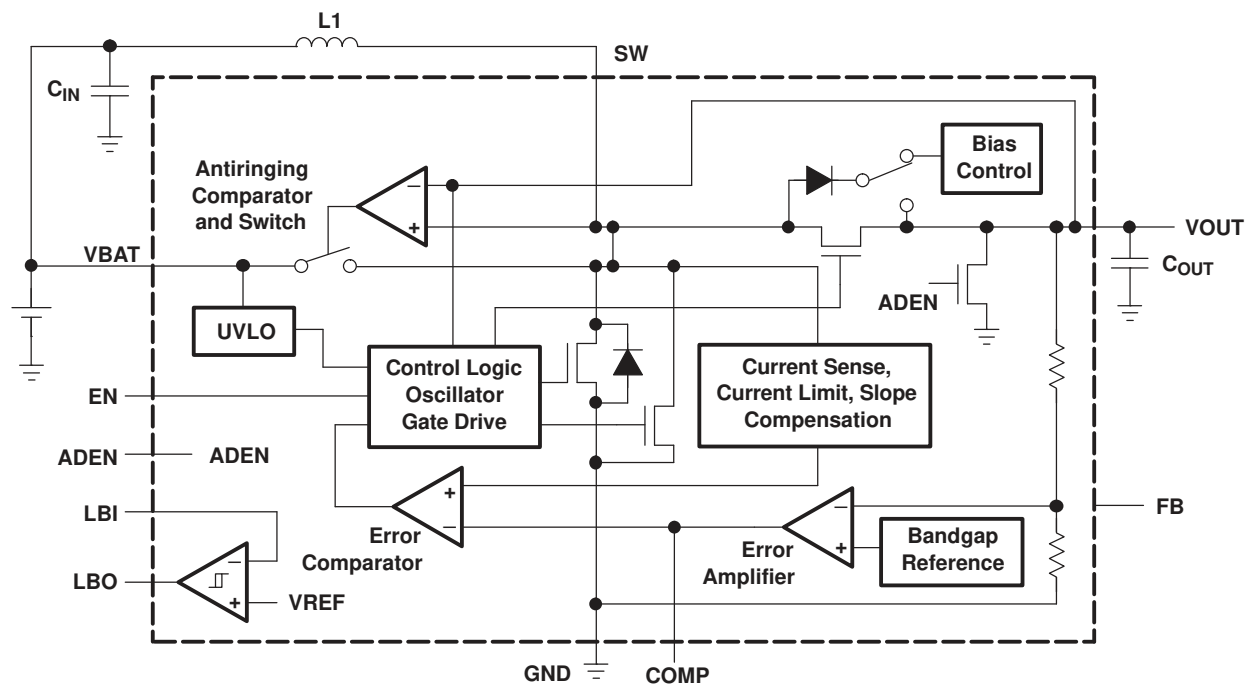 L1
SW
CIN
Antiringing
Comparator
and Switch
−
+
Bias
Control
VBAT
VOUT
COUT
ADEN
UVLO
Control Logic
Oscillator
Gate Drive
Current Sense,
Current Limit, Slope
Compensation
EN
ADEN
ADEN
LBI
LBO
−
+
VREF
+
−
Error
Comparator
−
+
Error
Amplifier
Bandgap
Reference
FB
GND
COMP